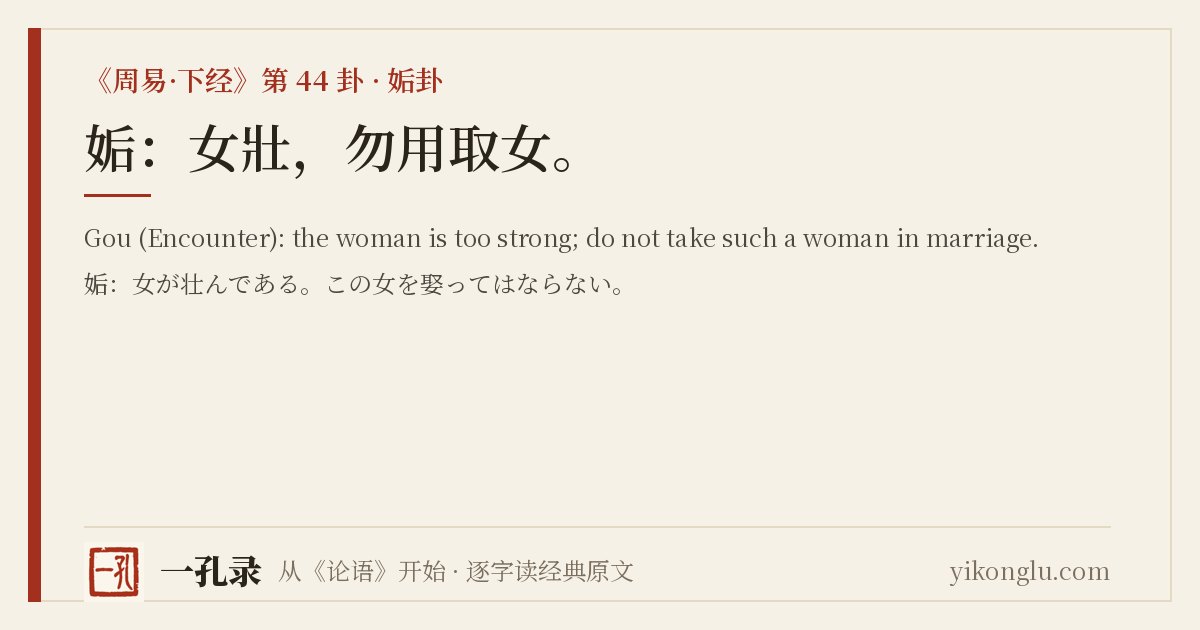 《周易·下经》第 44 卦 · 姤卦
姤：女壯，勿用取女。
Gou (Encounter): the woman is too strong; do not take such a woman in marriage.
姤：女が壮んである。この女を娶ってはならない。
一孔
一孔录 从《论语》开始 · 逐字读经典原文 yikonglu.com